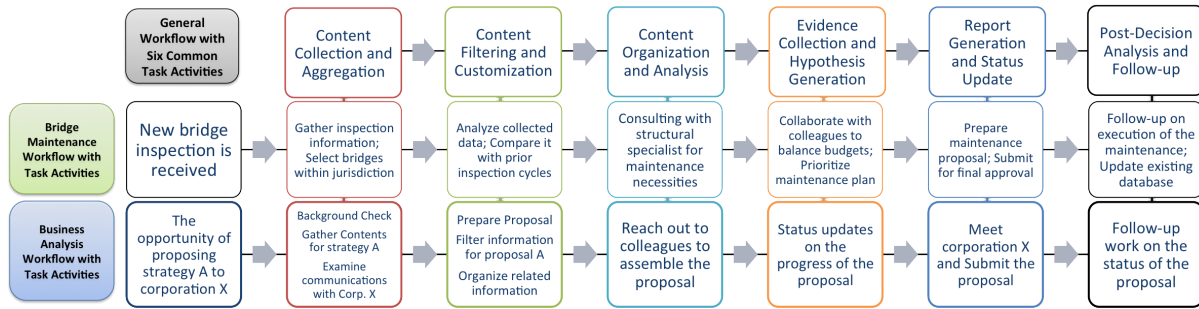 General
Workflow with
Six Common
Task Activities
Content
Collection and
Aggregation
Content
Filtering and
Customization
Content
Organization
and Analysis
Evidence
Collection and
Hypothesis
Generation
Report
Generation
and Status
Update
Post-Decision
Analysis and
Follow-up
Bridge
Maintenance
Workflow with
Task Activities
New bridge
inspection is
received
Gather inspection
information;
Select bridges
within jurisdiction
Analyze collected
data; Compare it
with prior
inspection cycles
Consulting with
structural
specialist for
maintenance
necessities
Collaborate with
colleagues to
balance budgets;
Prioritize
maintenance plan
Prepare
maintenance
proposal; Submit
for final approval
Follow-up on
execution of the
maintenance;
Update existing
database
Business
Analysis
Workflow with
Task Activities
The
opportunity of
proposing
strategy A to
corporation X
Background Check
Gather Contents
for strategy A
Examine
communications
with Corp. X
Prepare Proposal
Filter information
for proposal A
Organize related
information
Reach out to
colleagues to
assemble the
proposal
Status updates
on the
progress of the
proposal
Meet
corporation X
and Submit the
proposal
Follow-up
work on the
status of the
proposal